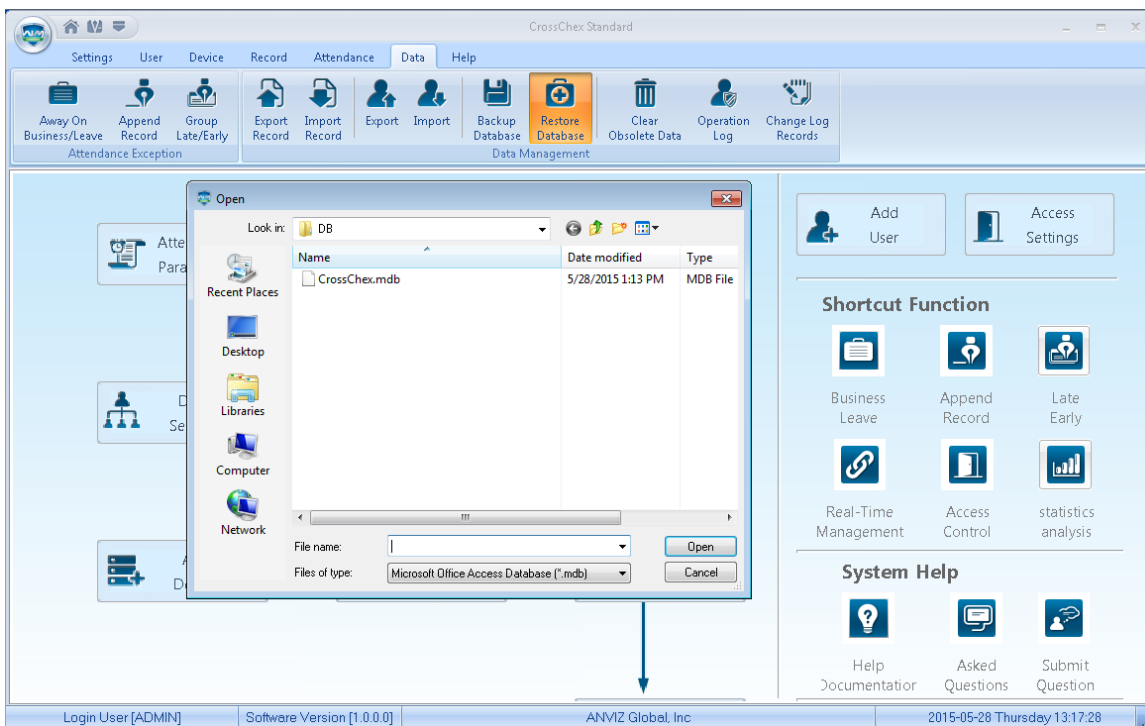 CrossChex Standard
Settings User Device Record Attendance Data Help
Away On Business/Leave
Append Record
Group Late/Early
Export Record
Import Record
Export
Import
Backup Database
Restore Database
Clear Obsolete Data
Operation Log
Change Log Records
Attendance Exception
Data Management
Open
Look in:
DB
Name
Date modified
Type
CrossChex.mdb
5/28/2015 1:13 PM
MDB File
Recent Places
Desktop
Libraries
Computer
Network
File name:
Open
Files of type:
Microsoft Office Access Database (*.mdb)
Cancel
Atte
Para
D
Se
D
Add
User
Access
Settings
Shortcut Function
Business
Leave
Append
Record
Late
Early
Real-Time
Management
Access
Control
statistics
analysis
System Help
Help
Asked
Questions
Submit
Question
Login User [ADMIN]
Software Version [1.0.0.0]
ANVIZ Global, Inc
2015-05-28 Thursday 13:17:28